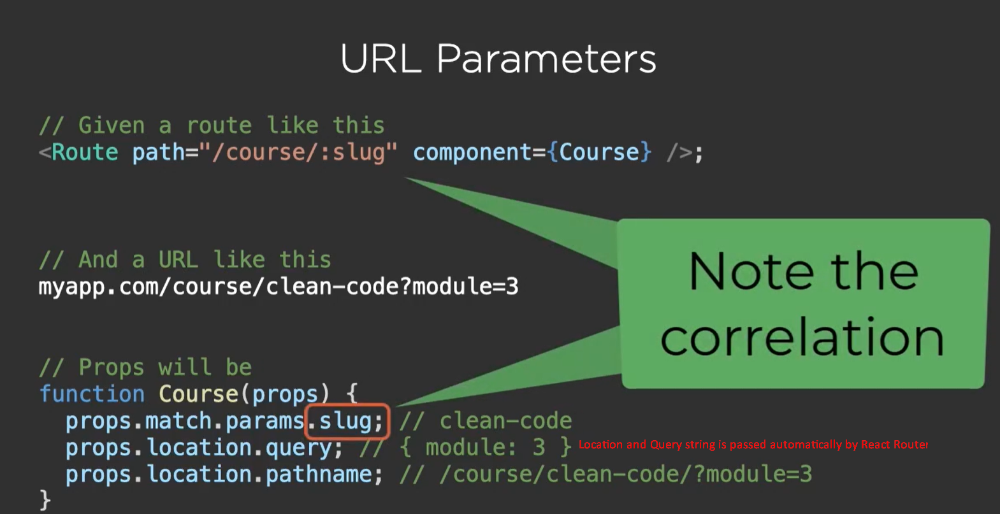 URL Parameters
// Given a route like this
<Route path="/course/:slug" component={Course} />;
// And a URL like this
myapp.com/course/clean-code?module=3
Note the
correlation
// Props will be
function Course(props) {
props.match.params.slug; // clean-code
props.location.query; // { module: 3 } Location and Query string is passed automatically by React Router
props.location.pathname; // /course/clean-code/?module=3
}